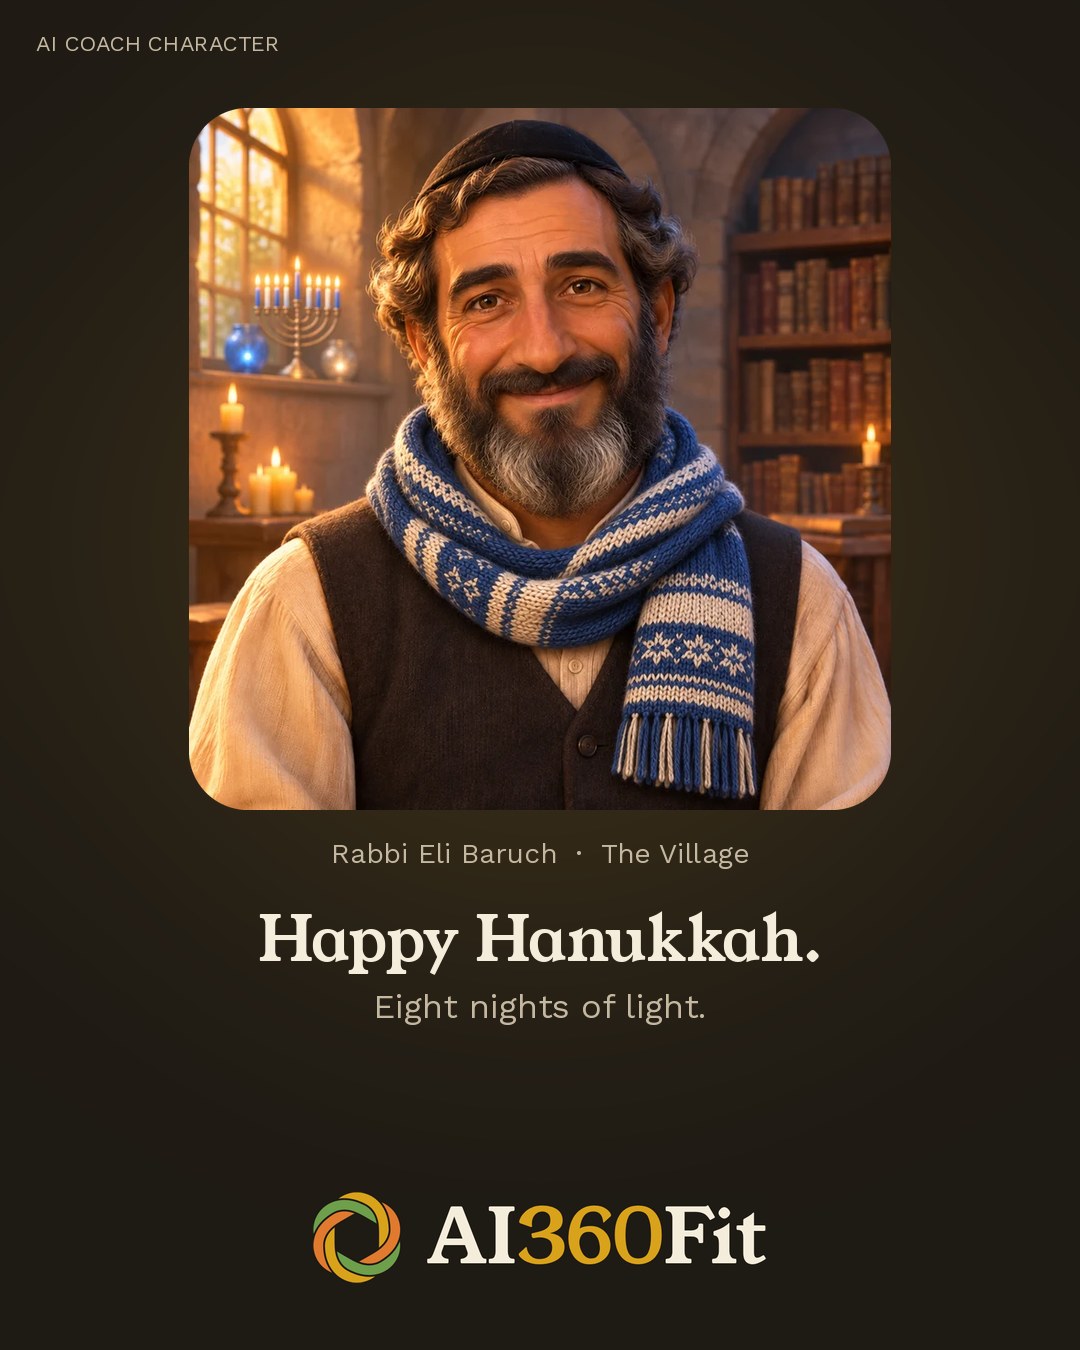 AI COACH CHARACTER
Rabbi Eli Baruch · The Village
Happy Hanukkah.
Eight nights of light.
AI360Fit